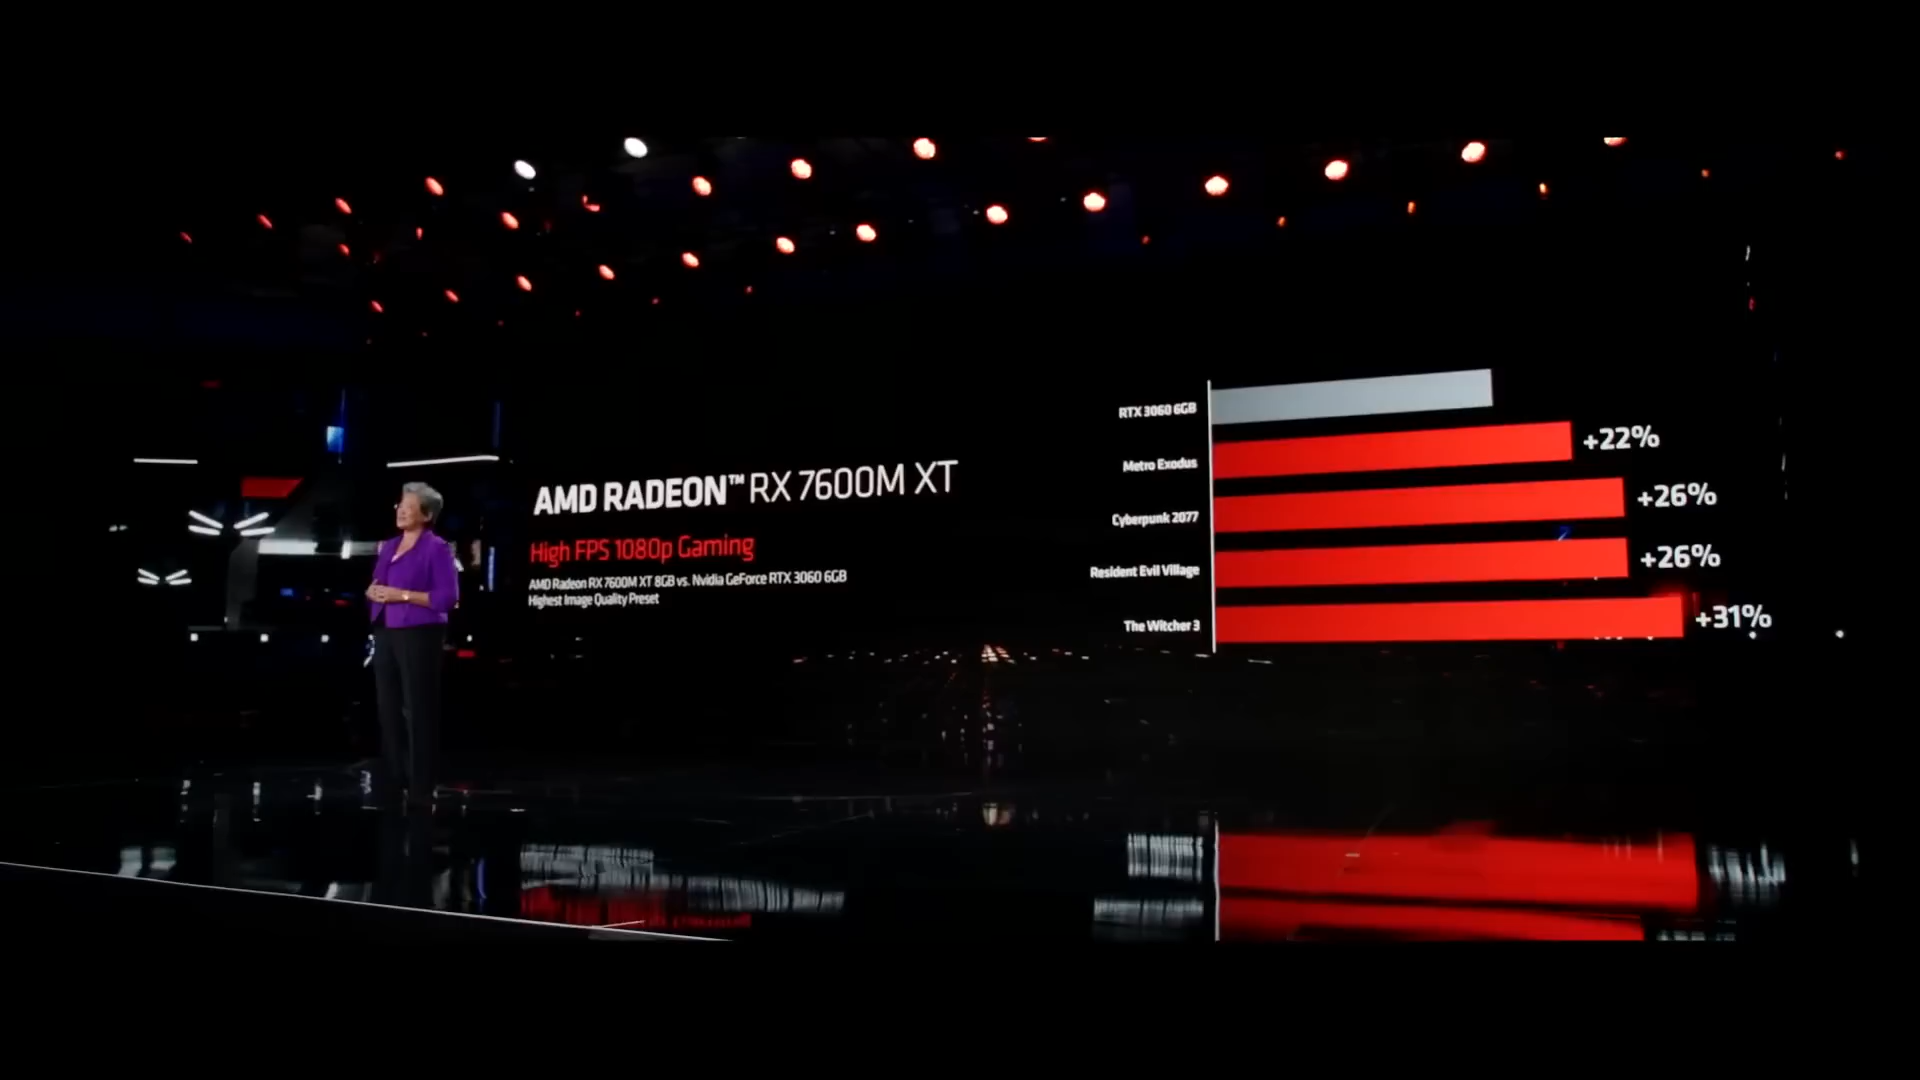 AMD RADEON™ RX 7600M XT
High FPS 1080p Gaming
AMD Radeon RX 7600M XT 8GB vs. Nvidia GeForce RTX 3060 6GB
Highest Image Quality Preset
RTX 3060 6GB
Metro Exodus +22%
Cyberpunk 2077 +26%
Resident Evil Village +26%
The Witcher 3 +31%